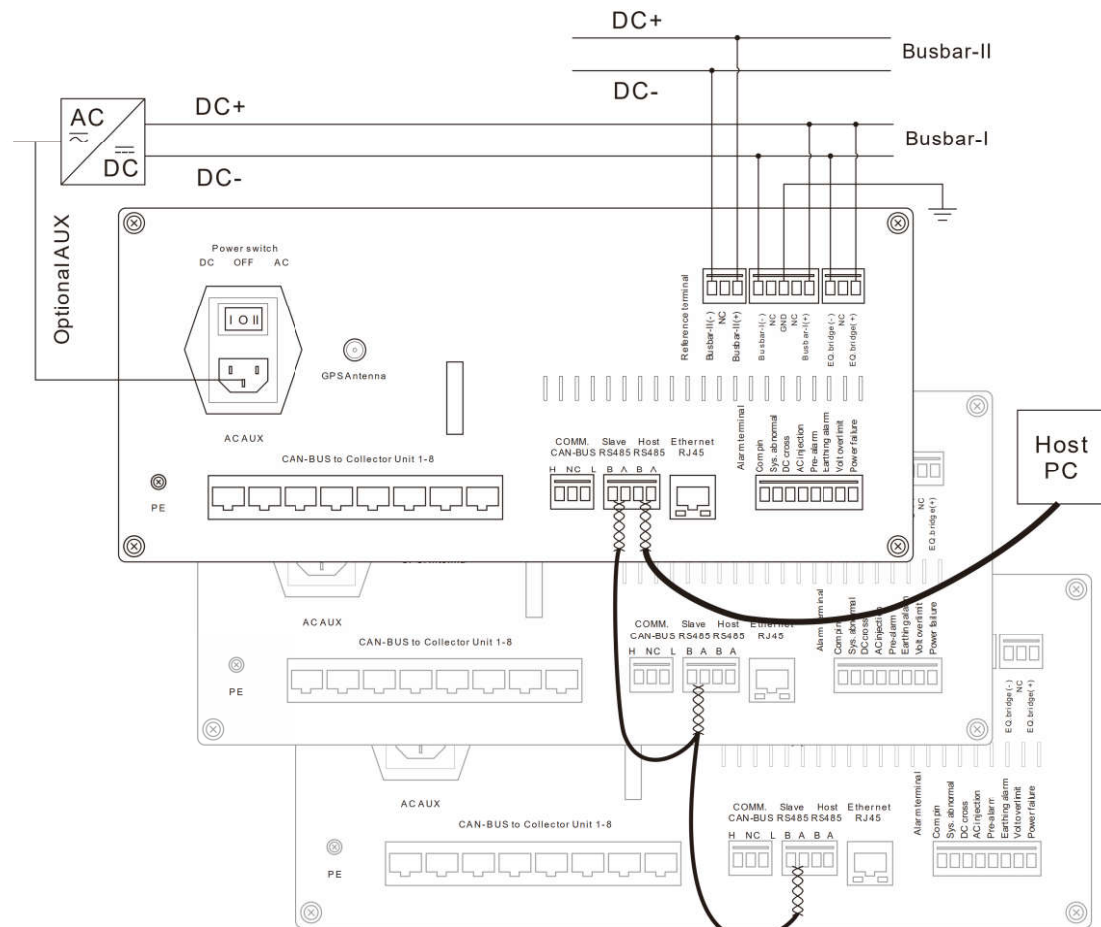 DC+
Busbar-II
DC-
AC
DC
DC+
Busbar-I
DC-
Optional AUX
Power switch
DC OFF AC
I O II
GPS Antenna
AC AUX
Reference terminal
Busbar-II(-)
NC
Busbar-II(+)
Busbar-I(-)
NC
GND
NC
Busbar-I(+)
EQ.bridge(-)
NC
EQ.bridge(+)
CAN-BUS to Collector Unit 1-8
PE
COMM. Slave Host Ethernet
CAN-BUS RS485 RS485 RJ45
H NC L B A B A
Alarm terminal
Com pin
Sys. abnormal
DC cross
AC injection
Pre-alarm
Earthing alarm
Volt overlimit
Power failure
Host
PC
NC
EQ.bridge(+)
AC AUX
CAN-BUS to Collector Unit 1-8
PE
COMM. Slave Host Ethernet
CAN-BUS RS485 RS485 RJ45
H NC L B A B A
Alarm terminal
Com pin
Sys. abnormal
DC cross
AC injection
Pre-alarm
Earthing alarm
Volt overlimit
Power failure
EQ.bridge(-)
NC
EQ.bridge(+)
AC AUX
CAN-BUS to Collector Unit 1-8
PE
COMM. Slave Host Ethernet
CAN-BUS RS485 RS485 RJ45
H NC L B A B A
Alarm terminal
Com pin
Sys. abnormal
DC cross
AC injection
Pre-alarm
Earthing alarm
Volt overlimit
Power failure